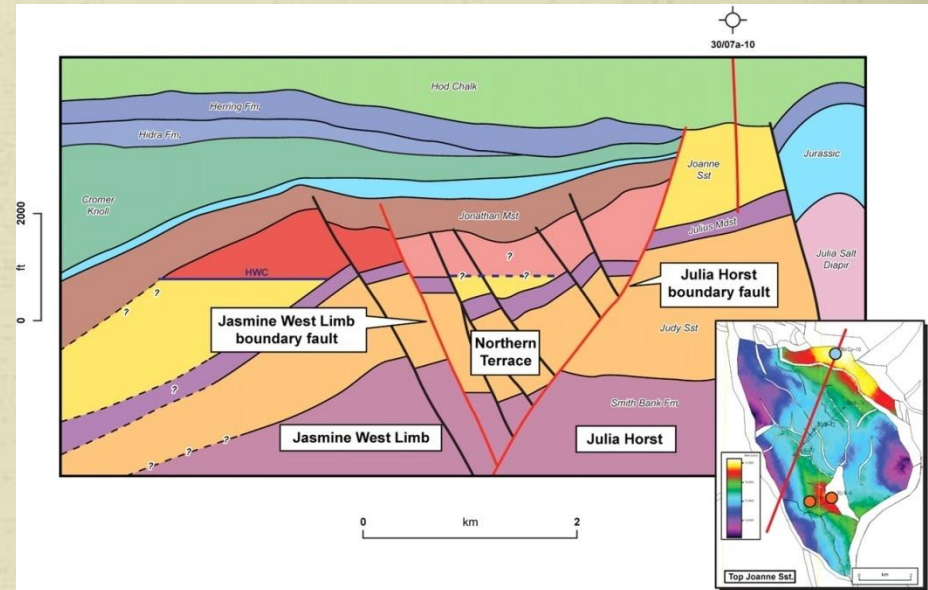 30/07a-10
Hod Chalk
Herring Fm.
Hidra Fm.
Joanne
Sst
Jurassic
Cromer
Knoll
2000
ft
0
Jonathan Mst
Julius Mdst
Julia Salt
Diapir
?
?
HWC
?
?
?
?
?
?
?
Jasmine West Limb
boundary fault
Northern
Terrace
Julia Horst
boundary fault
Judy Sst
Smith Bank Fm.
Jasmine West Limb
Julia Horst
0
2
km
Top Joanne Sst.
km